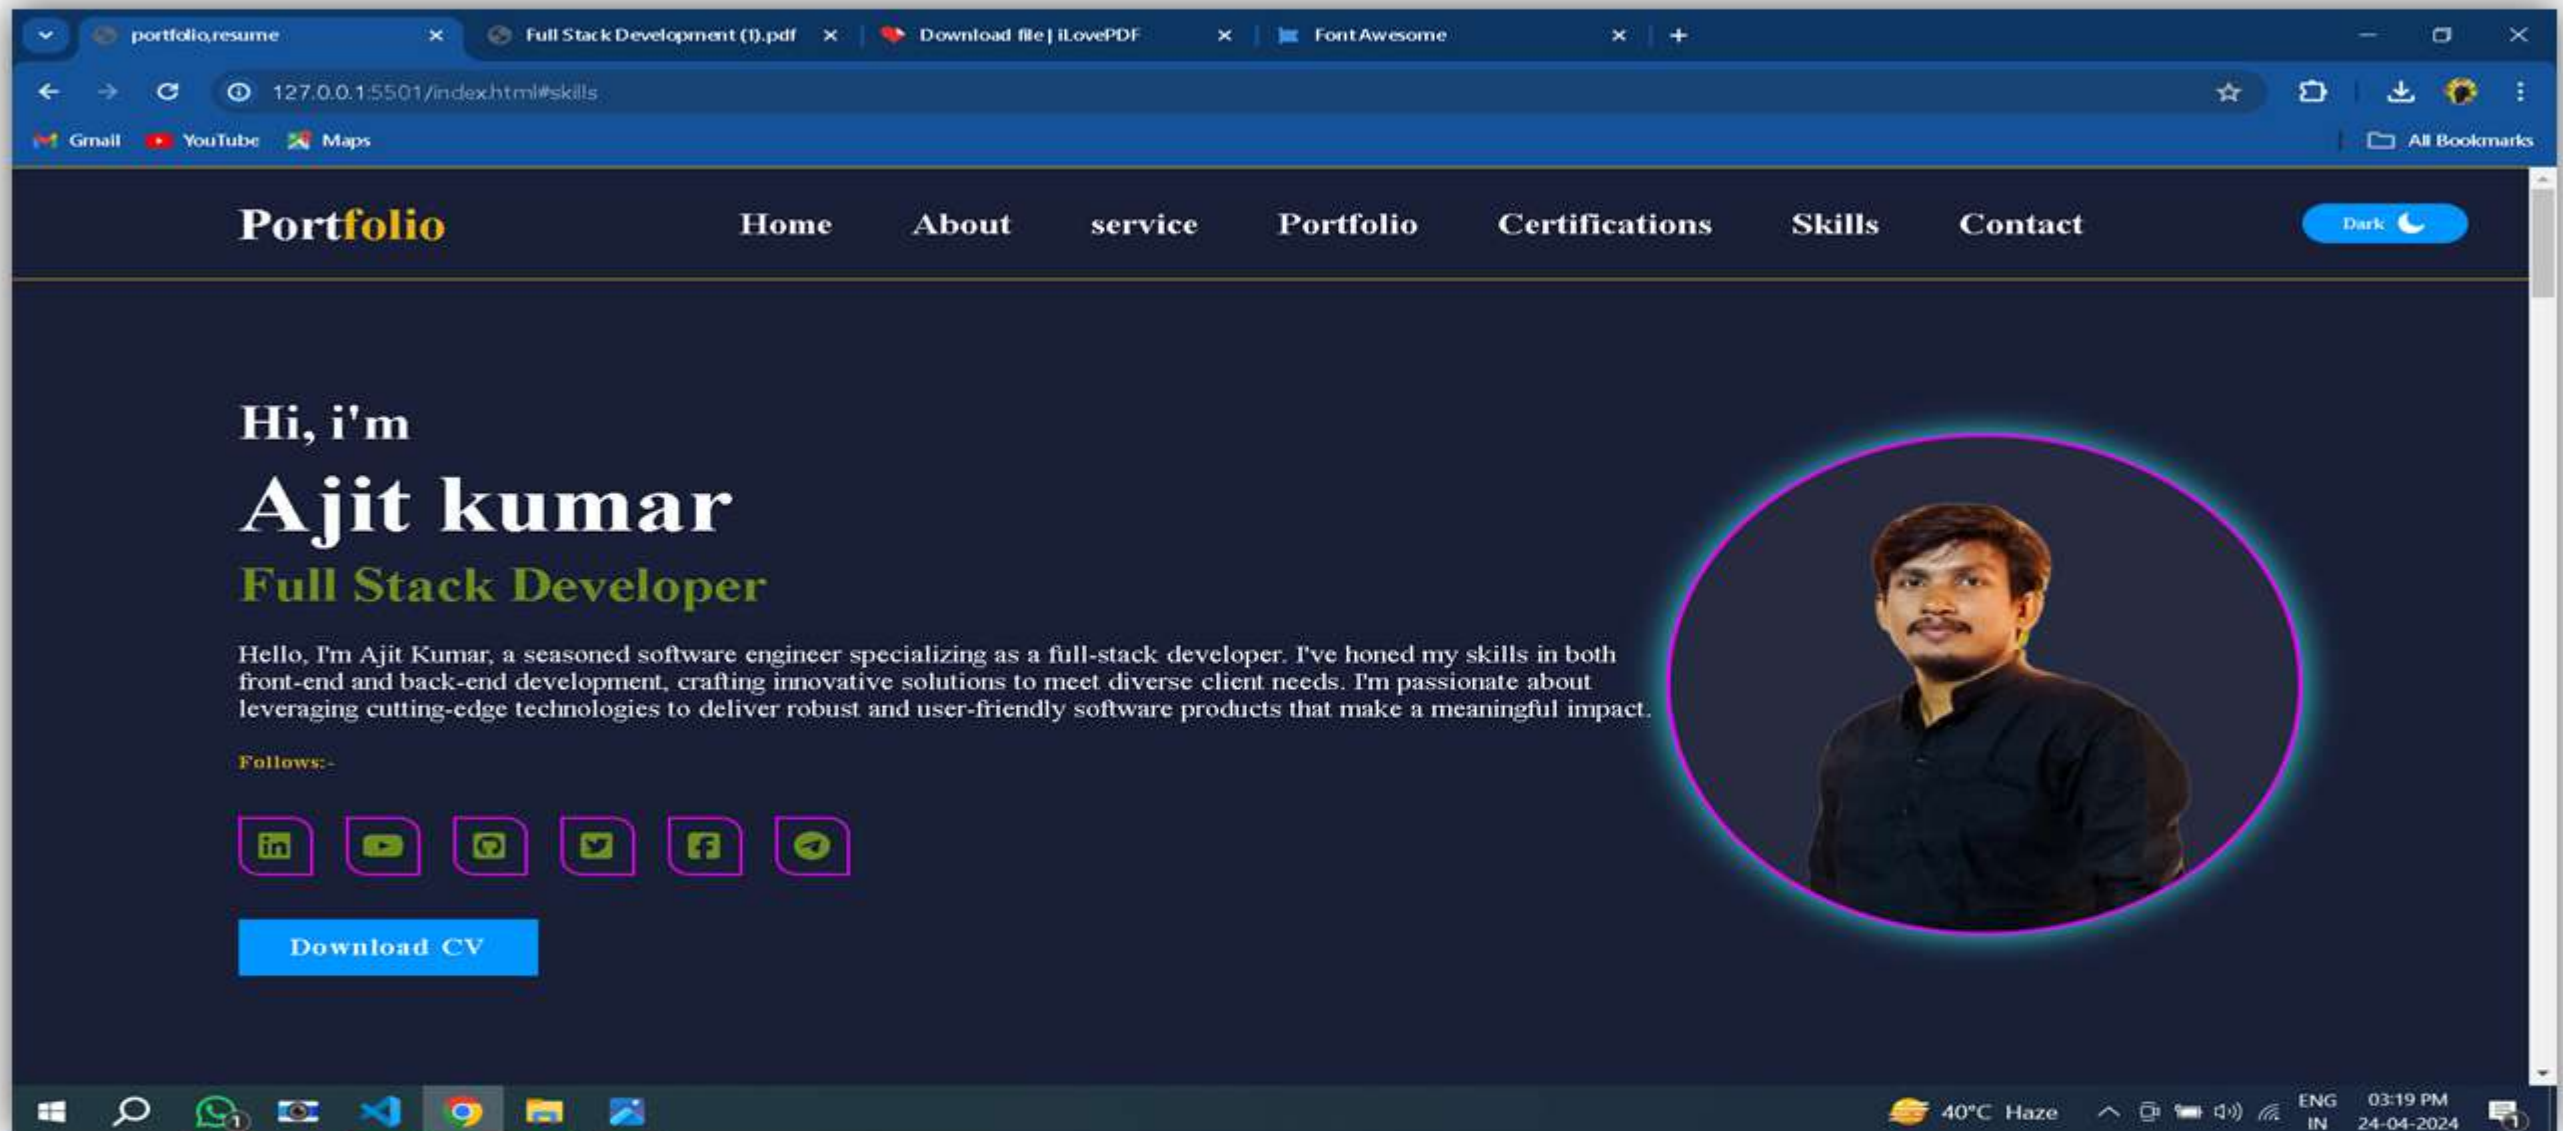 portfolio,resume
Full Stack Development (1).pdf
Download file | iLovePDF
Font Awesome
127.0.0.1:5501/index.html#skills
Gmail YouTube Maps
All Bookmarks
Portfolio
Home About service Portfolio Certifications Skills Contact
Dark
Hi, i'm
Ajit kumar
Full Stack Developer
Hello, I'm Ajit Kumar, a seasoned software engineer specializing as a full-stack developer. I've honed my skills in both
front-end and back-end development, crafting innovative solutions to meet diverse client needs. I'm passionate about
leveraging cutting-edge technologies to deliver robust and user-friendly software products that make a meaningful impact.
Follows:-
in
Download CV
40°C Haze
ENG
IN
03:19 PM
24-04-2024
1
1